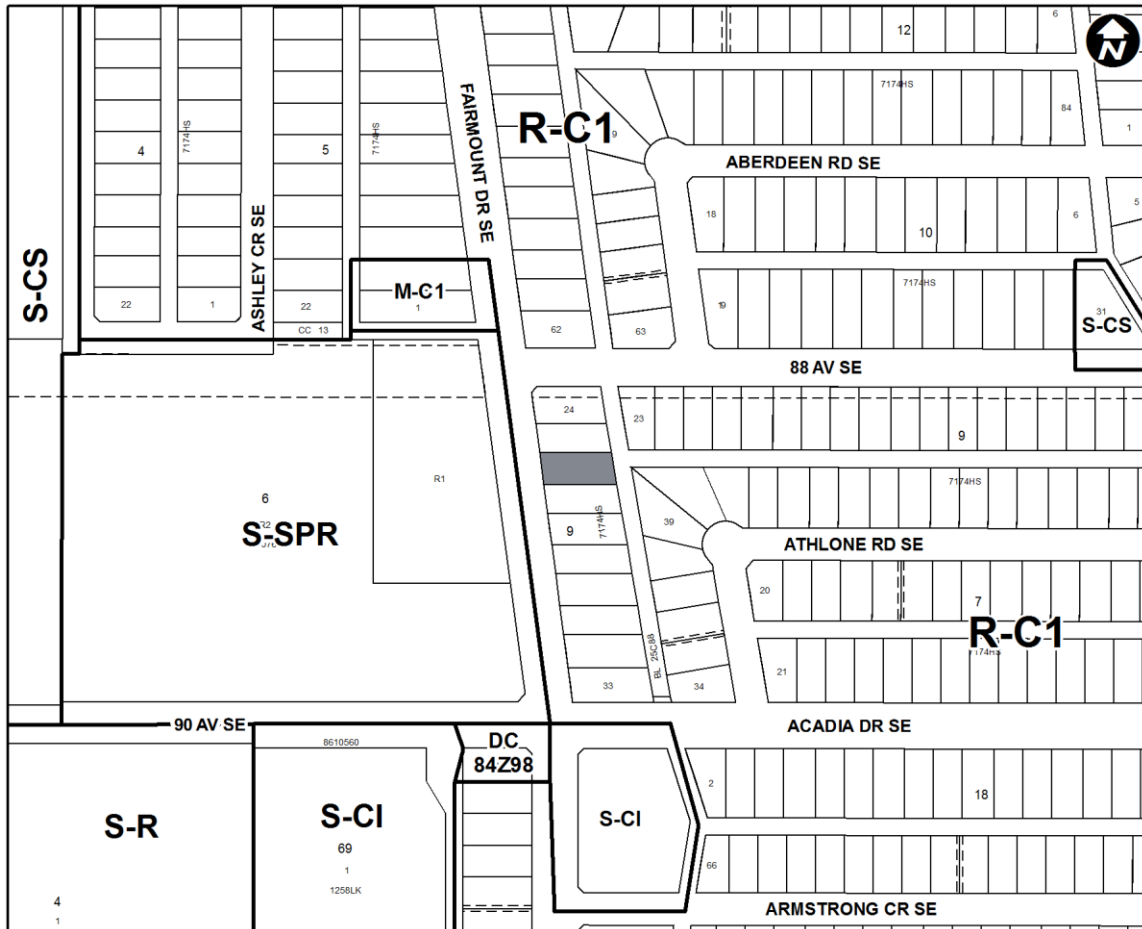 6
12
N
7174HS
84
1
FAIRMOUNT DR SE
R-C1
9
4
7174HS
5
7174HS
ABERDEEN RD SE
18
10
6
5
S-CS
ASHLEY CR SE
M-C1
1
22
1
22
CC 13
62
63
19
7174HS
31
S-CS
88 AV SE
24
23
9
R1
6
S-SPR
9
7174HS
39
7174HS
ATHLONE RD SE
20
7
R-C1
7174HS
BL 25C8B
21
33
34
90 AV SE
ACADIA DR SE
8610560
DC
84Z98
2
18
S-R
S-CI
69
1
1258LK
S-CI
66
4
1
ARMSTRONG CR SE